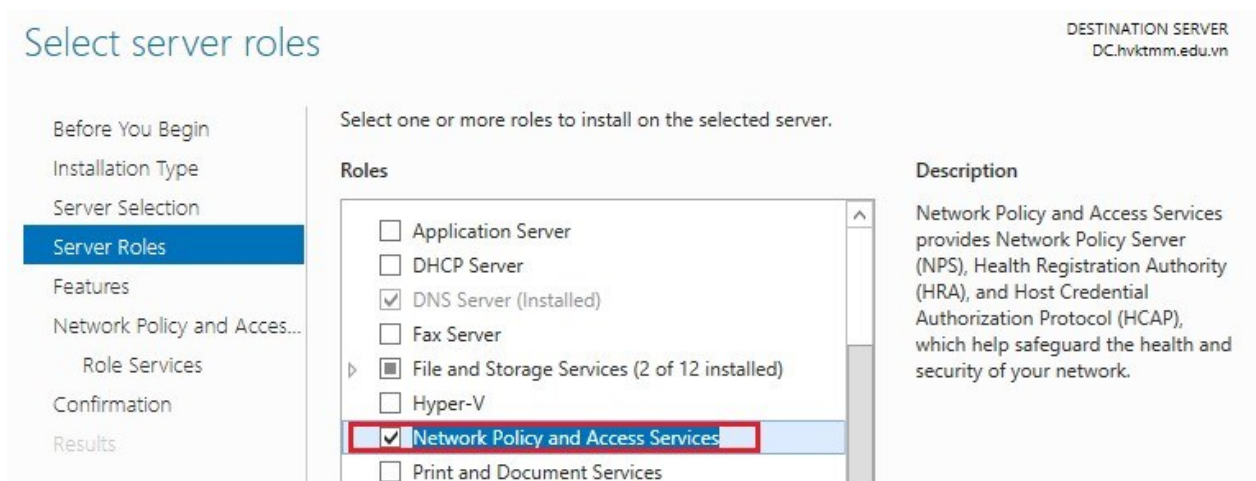 Select server roles
DESTINATION SERVER
DC.hvktmm.edu.vn
Before You Begin
Installation Type
Server Selection
Server Roles
Features
Network Policy and Acces...
Role Services
Confirmation
Results
Select one or more roles to install on the selected server.
Roles
Application Server
DHCP Server
DNS Server (Installed)
Fax Server
File and Storage Services (2 of 12 installed)
Hyper-V
Network Policy and Access Services
Print and Document Services
Description
Network Policy and Access Services
provides Network Policy Server
(NPS), Health Registration Authority
(HRA), and Host Credential
Authorization Protocol (HCAP),
which help safeguard the health and
security of your network.